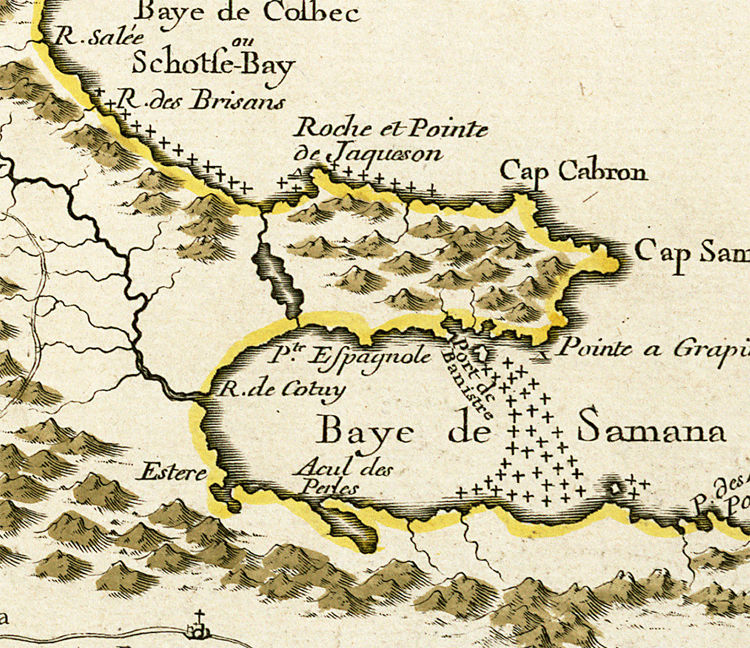 Baye de Colbec
R. Salée
ou
Schotse-Bay
R. des Brisans
Roche et Pointe
de Jaqueson
Cap Cabron
Cap Sam
Pte. Espagnole
Port de
Banistre
Pointe a Grapi
R. de Cotuy
Baye de Samana
Estere
Acul des
Perles
P. des
Po
a